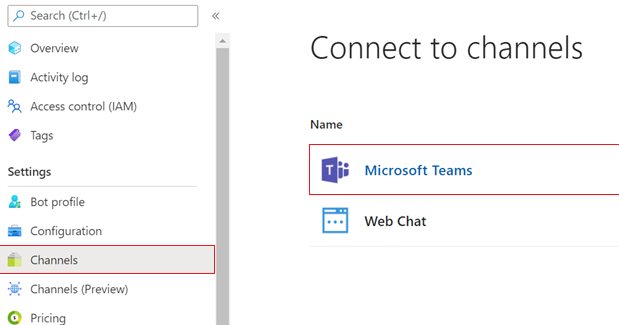 Search (Ctrl+/)
Overview
Activity log
Access control (IAM)
Tags
Settings
Bot profile
Configuration
Channels
Channels (Preview)
Pricing
Connect to channels
Name
Microsoft Teams
Web Chat